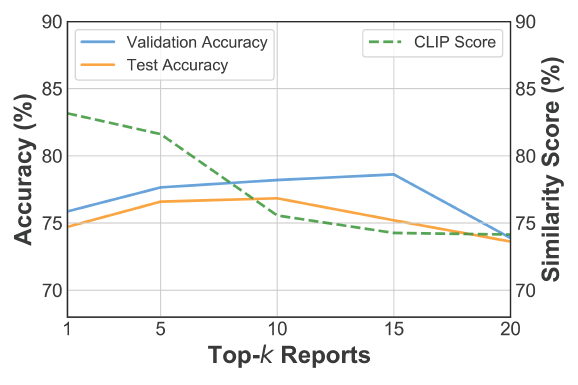 90
85
80
75
70
Accuracy (%)
Validation Accuracy
Test Accuracy
CLIP Score
90
85
80
75
70
Similarity Score (%)
1 5 10 15 20
Top-k Reports